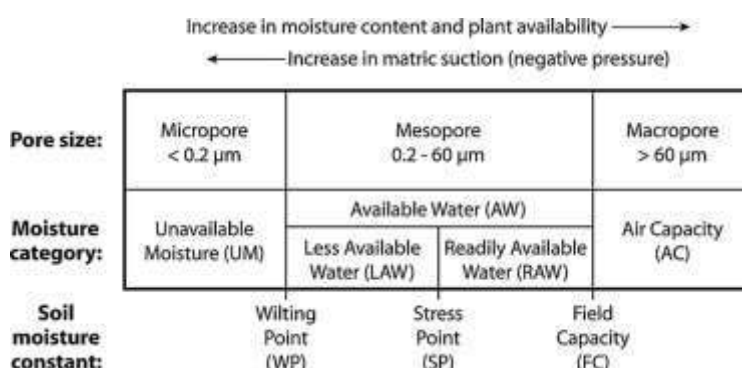 Increase in moisture content and plant availability
Increase in matric suction (negative pressure)
Pore size:
Micropore
< 0.2 µm
Mesopore
0.2 - 60 µm
Macropore
> 60 µm
Moisture
category:
Unavailable
Moisture (UM)
Available Water (AW)
Less Available
Water (LAW)
Readily Available
Water (RAW)
Air Capacity
(AC)
Soil
moisture
constant:
Wilting
Point
(WP)
Stress
Point
(SP)
Field
Capacity
(FC)